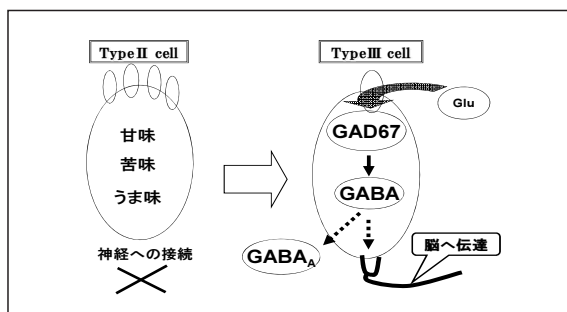 TypeⅡ cell
甘味
苦味
うま味
神経への接続
TypeⅢ cell
Glu
GAD67
GABA
GABAA
脳へ伝達